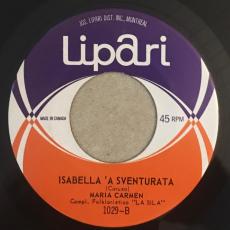 JOS. LIPARI DIST. INC., MONTREAL
Lipari
MADE IN CANADA
45 RPM
ISABELLA 'A SVENTURATA
(Caruso)
MARIA CARMEN
Compl. Folkloristico "LA SILA"
1029-B